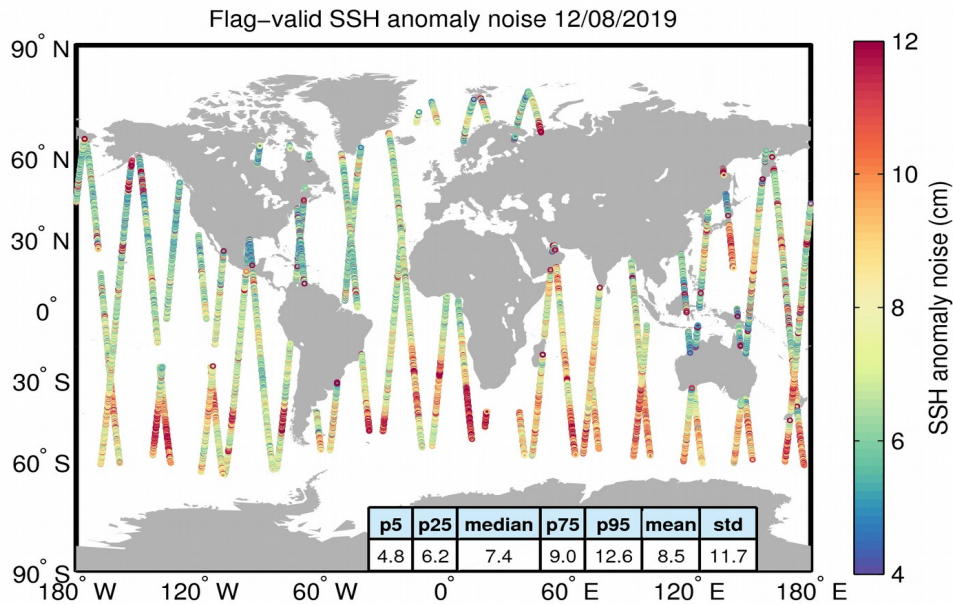 Flag−valid SSH anomaly noise 12/08/2019
90° N
60° N
30° N
0°
30° S
60° S
90° S
180° W 120° W 60° W 0° 60° E 120° E 180° E
p5 p25 median p75 p95 mean std
4.8 6.2 7.4 9.0 12.6 8.5 11.7
12
10
8
6
4
SSH anomaly noise (cm)